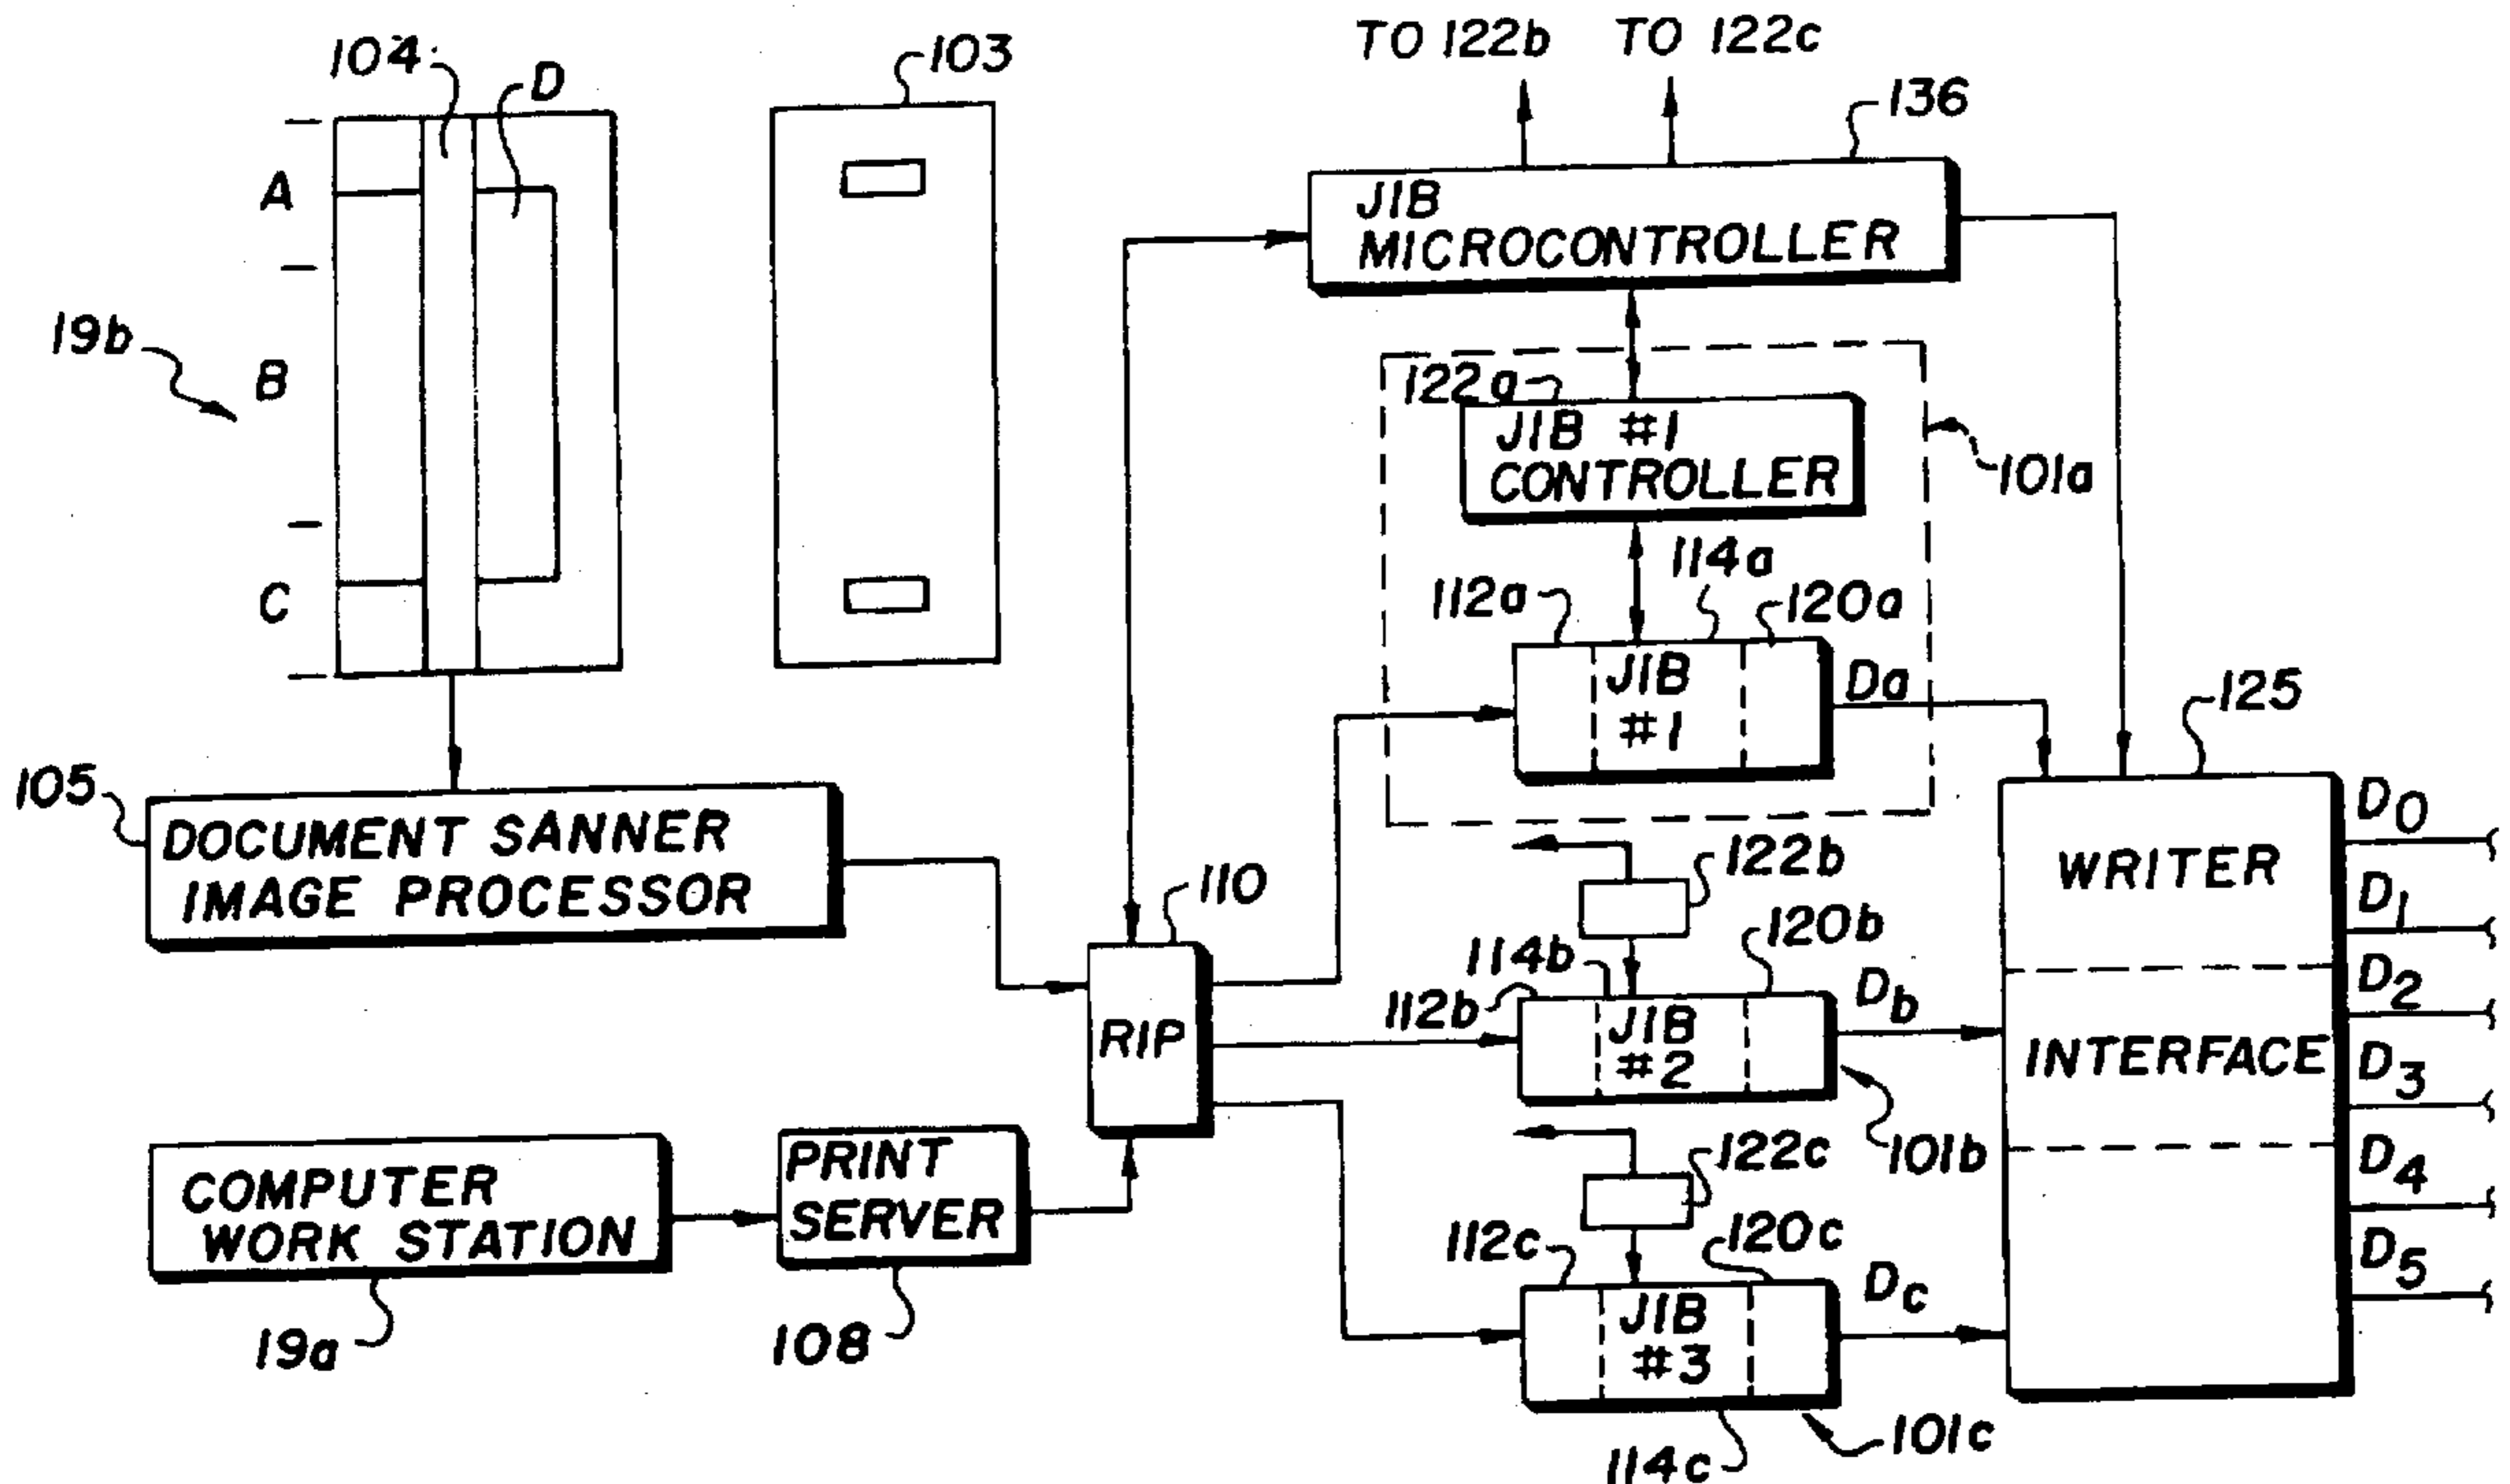 TO 122b TO 122c
104
D
103
136
A
JIB
MICROCONTROLLER
19b
B
122a
JIB #1
CONTROLLER
101a
C
112a
114a
120a
JIB
#1
Da
125
105
DOCUMENT SANNER
IMAGE PROCESSOR
110
122b
114b
120b
112b
JIB
#2
Db
101b
RIP
WRITER
INTERFACE
D0
D1
D2
D3
D4
D5
COMPUTER
WORK STATION
19a
PRINT
SERVER
108
122c
112c
120c
JIB
#3
Dc
101c
114c